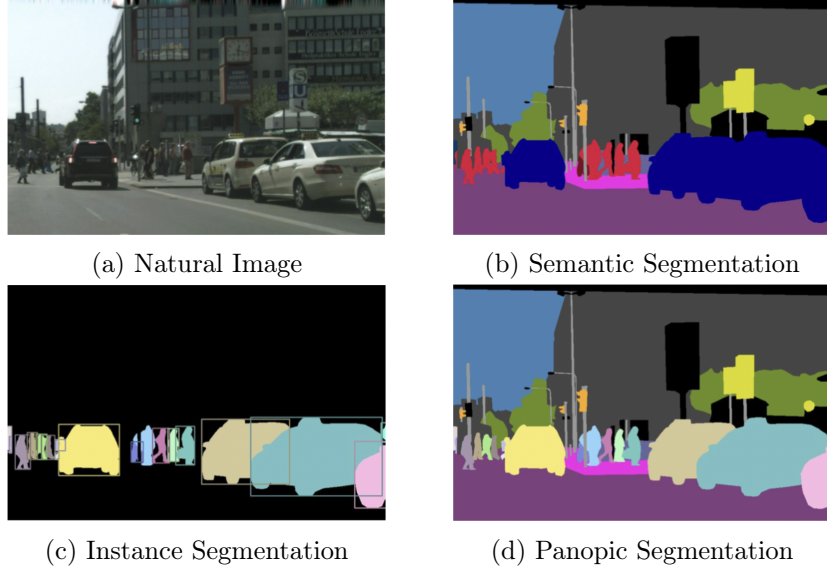 (a) Natural Image
(b) Semantic Segmentation
(c) Instance Segmentation
(d) Panopic Segmentation